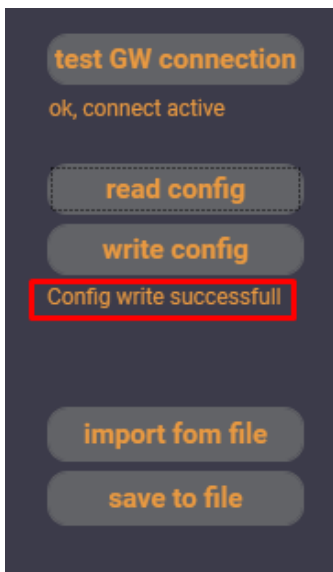 test GW connection
ok, connect active
read config
write config
Config write successfull
import fom file
save to file